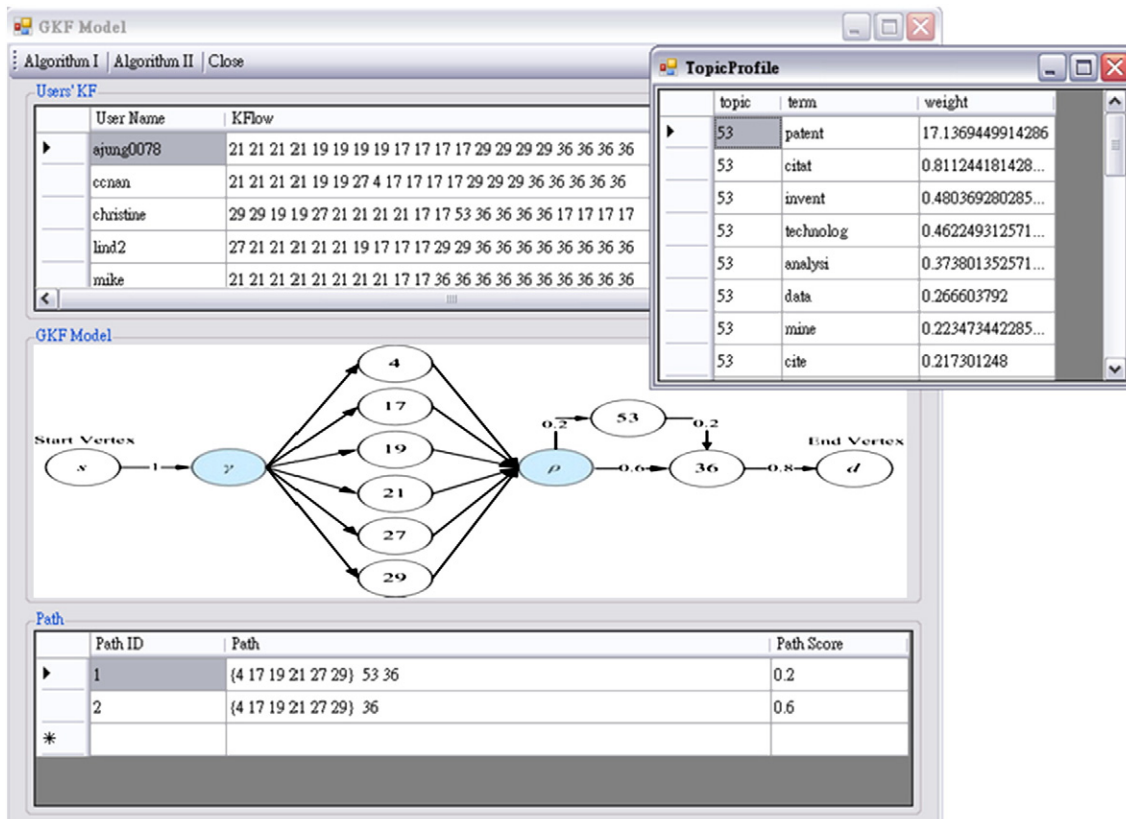 GKF Model
Algorithm I | Algorithm II | Close
Users' KF
User Name KFlow
ajung0078 21 21 21 21 19 19 19 19 17 17 17 17 29 29 29 29 36 36 36 36
ccnan 21 21 21 21 19 19 27 4 17 17 17 17 29 29 29 36 36 36 36 36
christine 29 29 19 19 27 21 21 21 21 17 17 53 36 36 36 36 17 17 17 17
lind2 27 21 21 21 21 21 19 17 17 17 29 29 36 36 36 36 36 36 36 36
mike 21 21 21 21 21 21 21 21 17 17 36 36 36 36 36 36 36 36 36 36
TopicProfile
topic term weight
53 patent 17.1369449914286
53 citat 0.811244181428...
53 invent 0.480369280285...
53 technolog 0.462249312571...
53 analysi 0.373801352571...
53 data 0.266603792
53 mine 0.223473442285...
53 cite 0.217301248
GKF Model
4
17
53
0.2
0.2
Start Vertex
19
End Vertex
s
1
γ
ρ
0.6
36
0.8
d
21
27
29
Path
Path ID Path Path Score
1 {4 17 19 21 27 29} 53 36 0.2
2 {4 17 19 21 27 29} 36 0.6
*